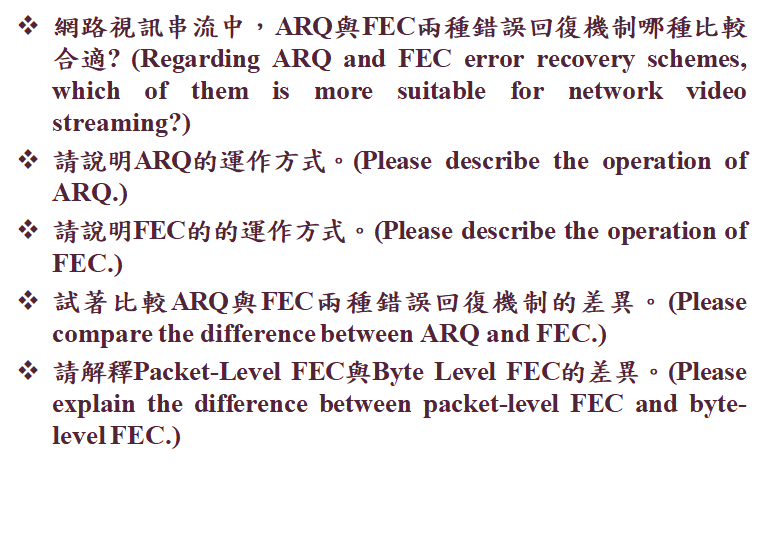 ❖ 網路視訊串流中，ARQ與FEC兩種錯誤回復機制哪種比較
合適? (Regarding ARQ and FEC error recovery schemes,
which of them is more suitable for network video
streaming?)
❖ 請說明ARQ的運作方式。(Please describe the operation of
ARQ.)
❖ 請說明FEC的的運作方式。(Please describe the operation of
FEC.)
❖ 試著比較ARQ與FEC兩種錯誤回復機制的差異。(Please
compare the difference between ARQ and FEC.)
❖ 請解釋Packet-Level FEC與Byte Level FEC的差異。(Please
explain the difference between packet-level FEC and byte-
level FEC.)